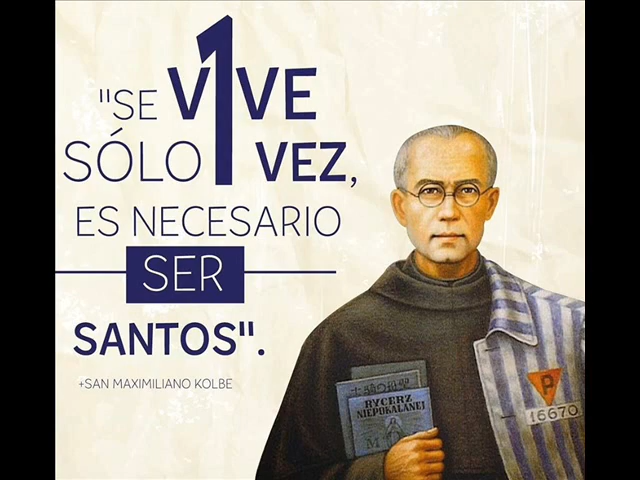 "SE V1VE
SÓLO VEZ,
ES NECESARIO
SER
SANTOS".
+SAN MAXIMILIANO KOLBE
RYCERZ
NIEPOKALANEJ
M
P
16670